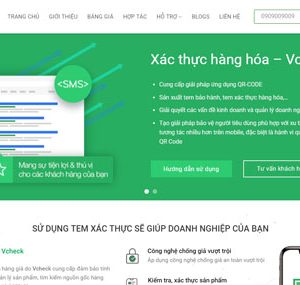 TRANG CHỦ GIỚI THIỆU BẢNG GIÁ HỢP TÁC HỖ TRỢ BLOGS LIÊN HỆ 0909009009
Xác thực hàng hóa – Vc
<SMS>
Cung cấp giải pháp ứng dụng QR-CODE
Sản xuất tem bảo hành, tem xác thực hàng hóa,...
Giải quyết các vấn đề kinh doanh và quản lý doanh ng
Tạo giải pháp bảo vệ người tiêu dùng phù hợp với xu t
tương tác nhiều hơn trên mobile, đặc biệt là hành vi qu
QR Code
Mang sự tiện lợi & thú vị
cho các khách hàng của bạn
Hướng dẫn sử dụng
Tư vấn khách h
SỬ DỤNG TEM XÁC THỰC SẼ GIÚP DOANH NGHIỆP CỦA BẠN
Vcheck
hàng giả do Vcheck cung cấp đảm bảo tính
sản phẩm, tìm kiếm nguồn gốc hàng
Công nghệ chống giả vượt trội
Áp dụng công nghệ chống giả an toàn vượt trội
Kiểm tra, xác thực sản phẩm